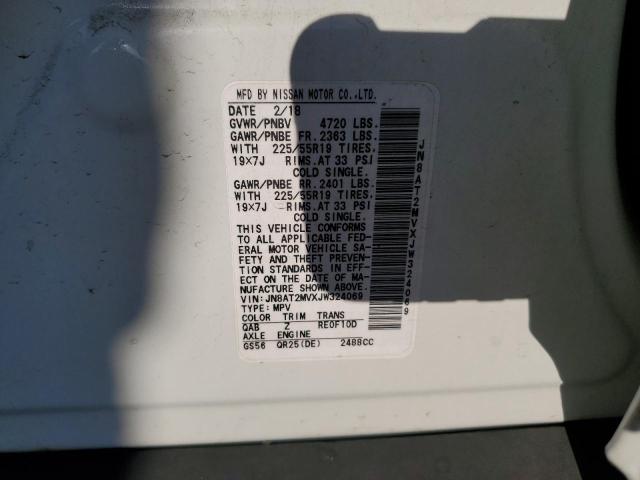 MFD BY NISSAN MOTOR CO.,LTD.
DATE 2/18
GVWR/PNBV 4720 LBS.
GAWR/PNBE FR. 2363 LBS.
WITH 225/55R19 TIRES,
19×7J RIMS,AT 33 PSI
COLD SINGLE.
GAWR/PNBE RR. 2401 LBS.
WITH 225/55R19 TIRES,
19×7J RIMS,AT 33 PSI
COLD SINGLE.
THIS VEHICLE CONFORMS
TO ALL APPLICABLE FED-
ERAL MOTOR VEHICLE SA-
FETY AND THEFT PREVEN-
TION STANDARDS IN EFF-
ECT ON THE DATE OF MA-
NUFACTURE SHOWN ABOVE.
VIN: JN8AT2MVXJW324069
TYPE: MPV
COLOR TRIM TRANS
QAB Z RE0F10D
AXLE ENGINE
GS56 QR25(DE) 2488CC
JN8AT2MVXJW324069